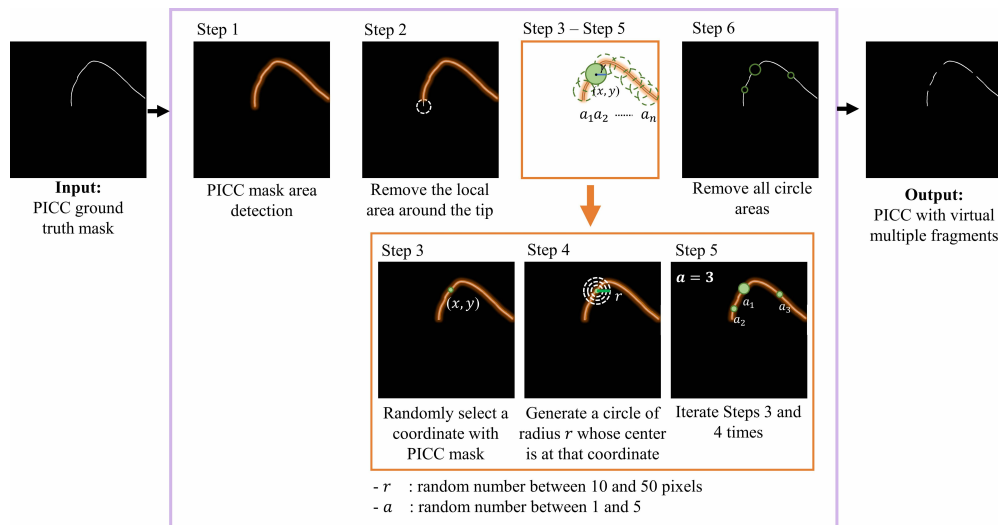 Step 1
Step 2
Step 3 – Step 5
Step 6
r
(x, y)
a₁a₂ ........ aₙ
Input:
PICC ground
truth mask
PICC mask area
detection
Remove the local
area around the tip
Remove all circle
areas
Output:
PICC with virtual
multiple fragments
Step 3
Step 4
Step 5
(x, y)
r
a = 3
a₁
a₂
a₃
Randomly select a
coordinate with
PICC mask
Generate a circle of
radius r whose center
is at that coordinate
Iterate Steps 3 and
4 times
- r : random number between 10 and 50 pixels
- a : random number between 1 and 5